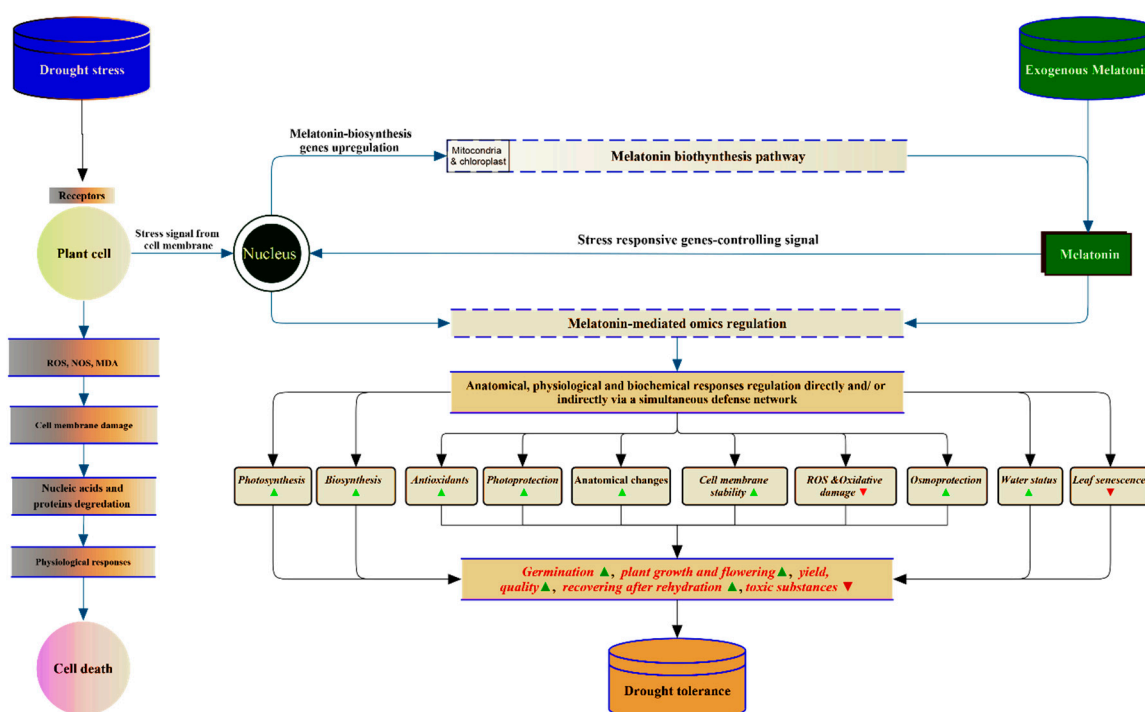 Drought stress
Exogenous Melatoni
Melatonin-biosynthesis
genes upregulation
Mitocondria
& chloroplast
Melatonin biothynthesis pathway
Receptors
Plant cell
Stress signal from
cell membrane
Nucleus
Stress responsive genes-controlling signal
Melatonin
Melatonin-mediated omics regulation
ROS, NOS, MDA
Anatomical, physiological and biochemical responses regulation directly and/ or
indirectly via a simultaneous defense network
Cell membrane damage
Photosynthesis ▲
Biosynthesis ▲
Antioxidants ▲
Photoprotection ▲
Anatomical changes ▲
Cell membrane
stability ▲
ROS &Oxidative
damage ▼
Osmoprotection ▲
Water status ▲
Leaf senescence ▼
Nucleic acids and
proteins degredation
Physiological responses
Germination ▲, plant growth and flowering▲, yield,
quality▲, recovering after rehydration ▲, toxic substances ▼
Cell death
Drought tolerance